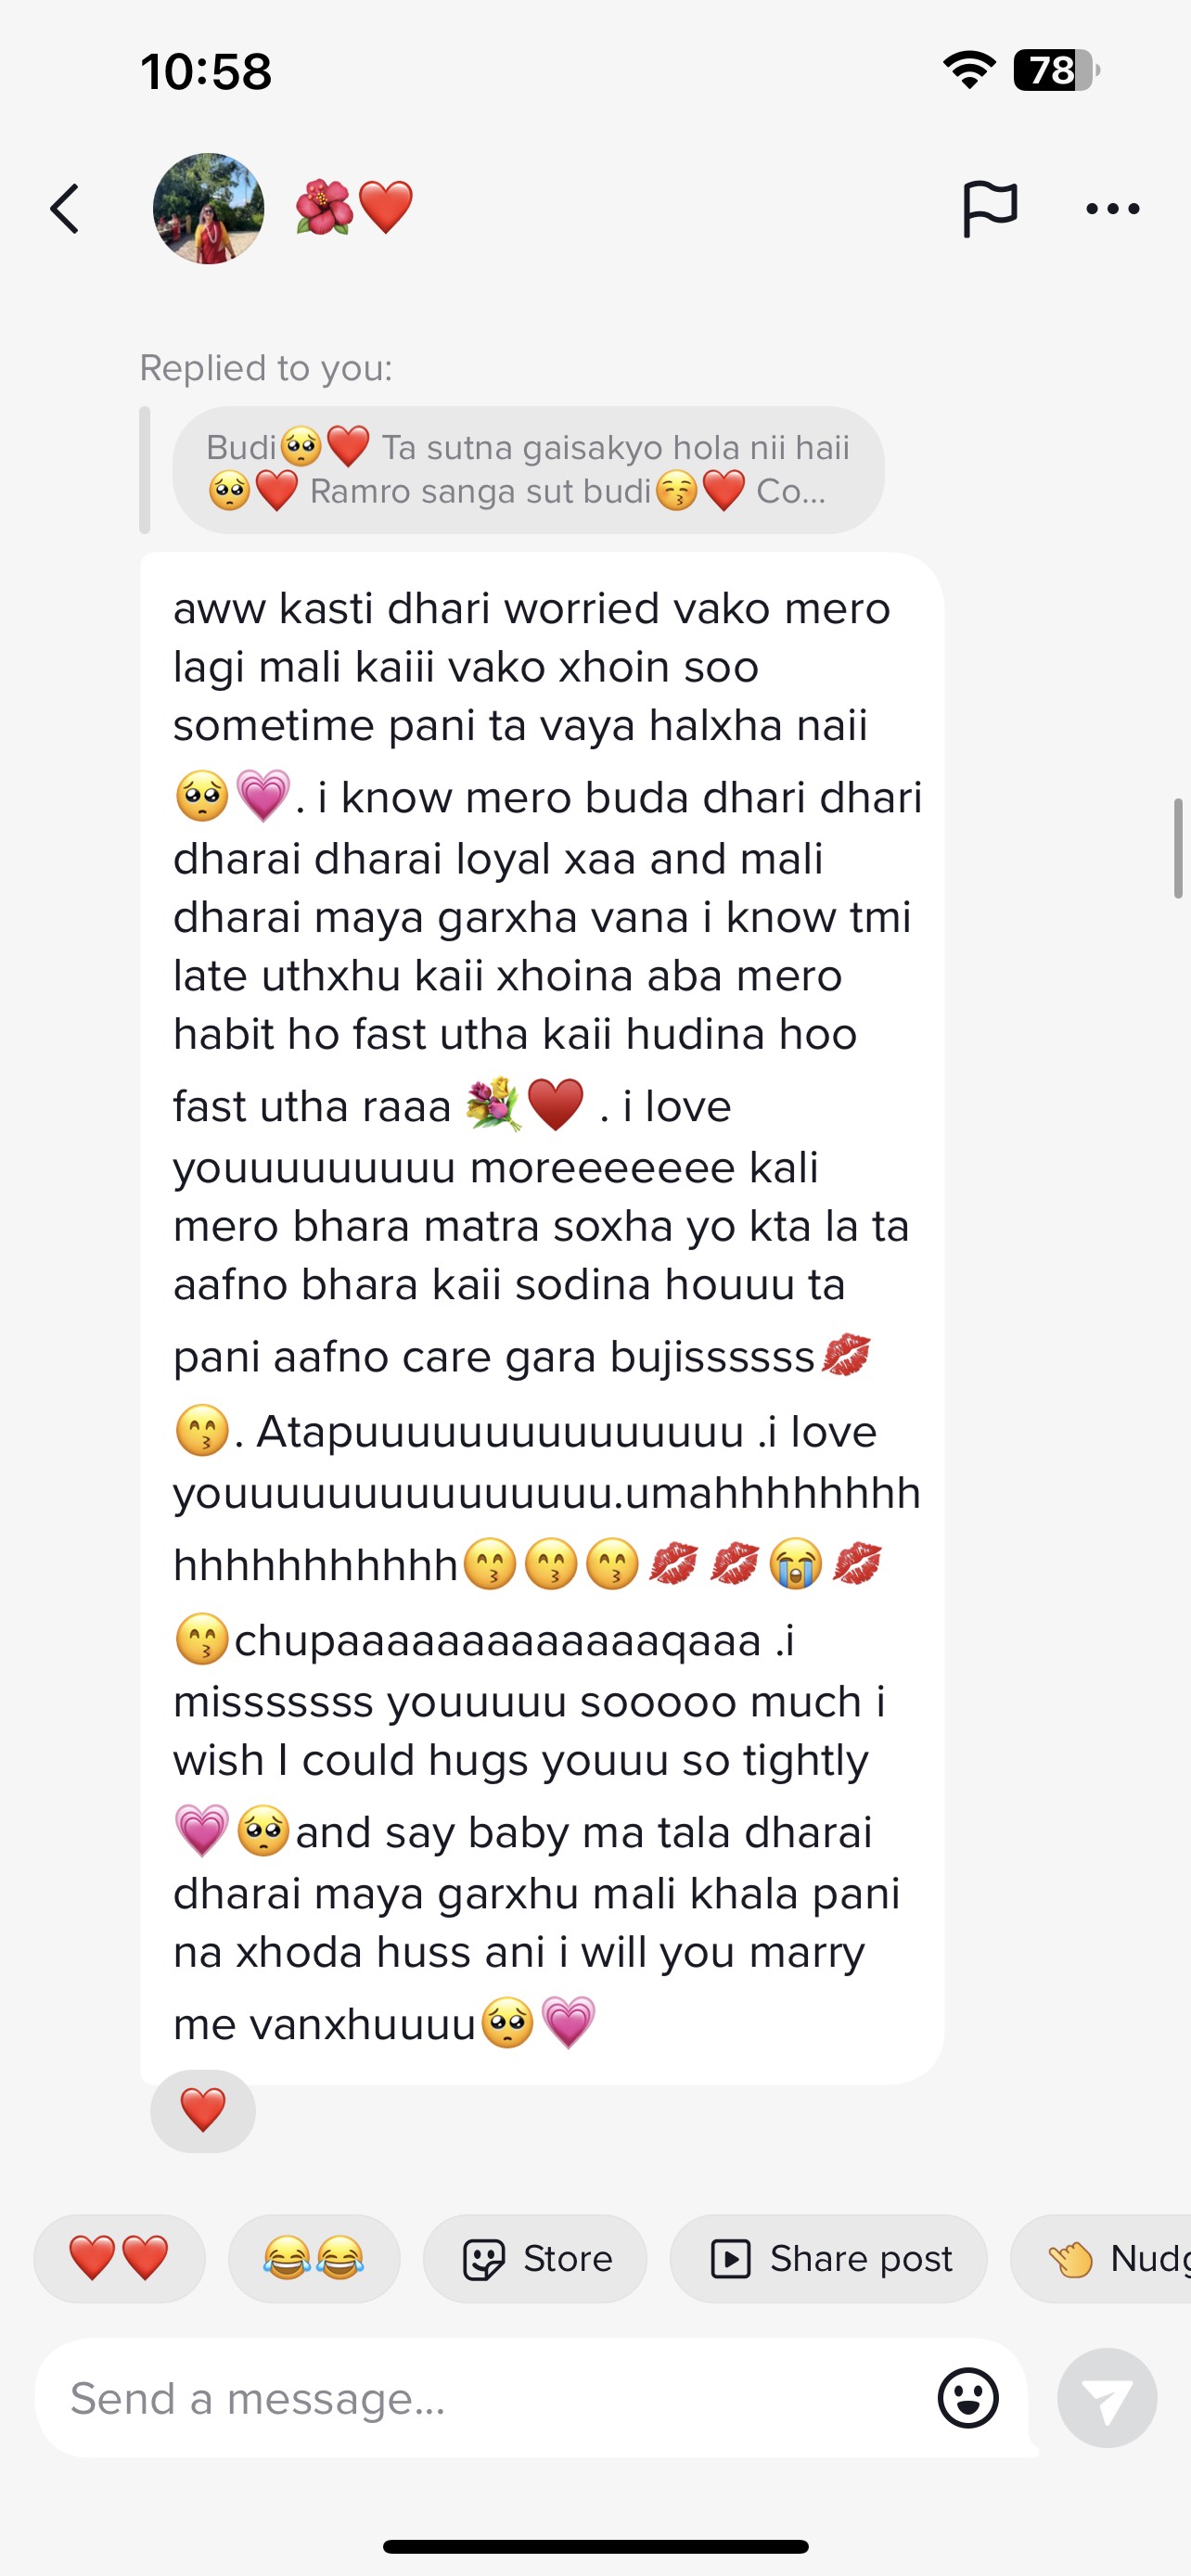 10:58
78
🌺❤️
Replied to you:
Budi🥺❤️ Ta sutna gaisakyo hola nii haii
🥺❤️ Ramro sanga sut budi😚❤️ Co...
aww kasti dhari worried vako mero
lagi mali kaiii vako xhoin soo
sometime pani ta vaya halxha naii
🥺💗. i know mero buda dhari dhari
dharai dharai loyal xaa and mali
dharai maya garxha vana i know tmi
late uthxhu kaii xhoina aba mero
habit ho fast utha kaii hudina hoo
fast utha raaa 💐♥️ . i love
youuuuuuuuu moreeeeeee kali
mero bhara matra soxha yo kta la ta
aafno bhara kaii sodina houuu ta
pani aafno care gara bujissssss💋
😙. Atapuuuuuuuuuuuuuuu .i love
youuuuuuuuuuuuuuu.umahhhhhhhh
hhhhhhhhhhh😙😙😙💋💋😭💋
😙chupaaaaaaaaaaaaaqaaa .i
misssssss youuuuu sooooo much i
wish I could hugs youuu so tightly
💗🥺and say baby ma tala dharai
dharai maya garxhu mali khala pani
na xhoda huss ani i will you marry
me vanxhuuuu🥺💗
❤️
❤️❤️ 😂😂 Store Share post 👈 Nudg
Send a message...